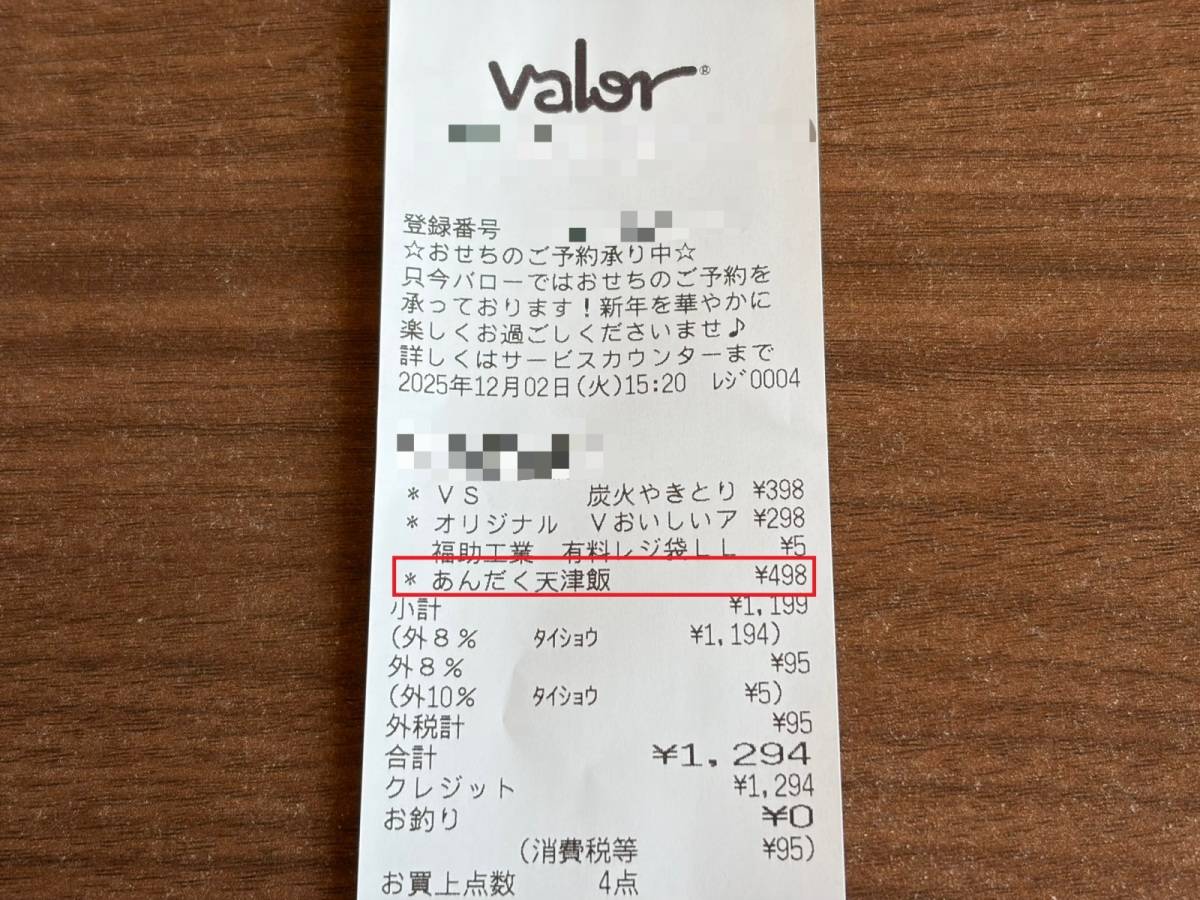 valor®
登録番号
☆おせちのご予約承り中☆
只今バローではおせちのご予約を
承っております!新年を華やかに
楽しくお過ごしくださいませ♪
詳しくはサービスカウンターまで
2025年12月02日(火)15:20 ﾚｼﾞ0004
* VS 炭火やきとり ¥398
* オリジナル Vおいしいア ¥298
福助工業 有料レジ袋LL ¥5
* あんだく天津飯 ¥498
小計 ¥1,199
(外8% ﾀｲｼｮｳ ¥1,194)
外8% ¥95
(外10% ﾀｲｼｮｳ ¥5)
外税計 ¥95
合計 ¥1,294
クレジット ¥1,294
お釣り ¥0
(消費税等 ¥95)
お買上点数 4点